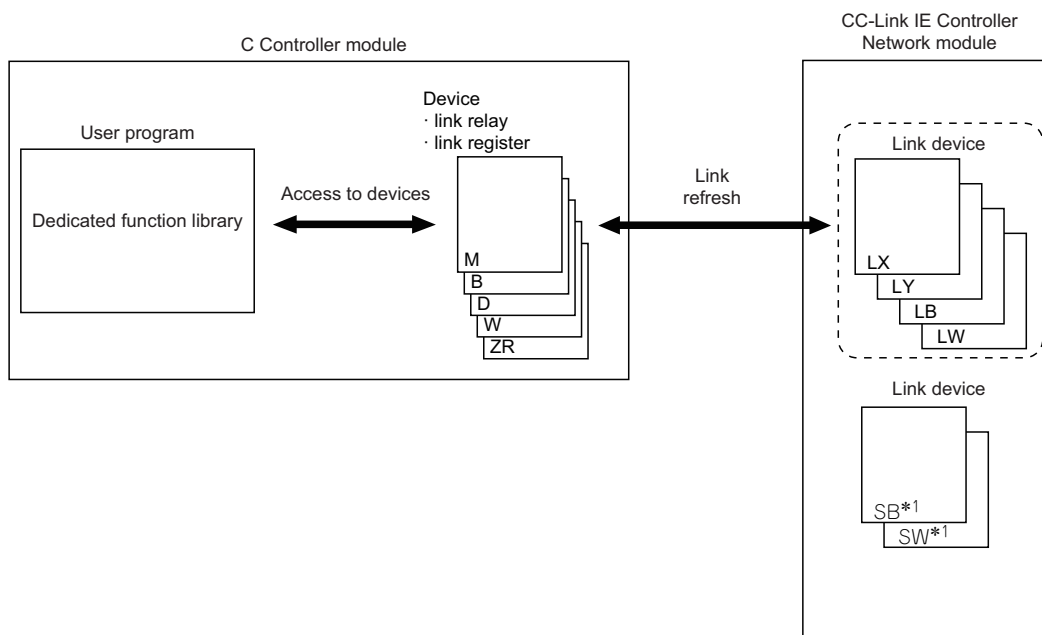 C Controller module
CC-Link IE Controller
Network module
User program
Dedicated function library
Access to devices
Device
· link relay
· link register
M
B
D
W
ZR
Link
refresh
Link device
LX
LY
LB
LW
Link device
SB*1
SW*1